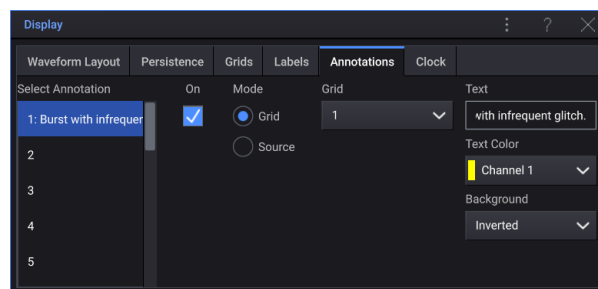 Display
?
Waveform Layout Persistence Grids Labels Annotations Clock
Select Annotation On Mode Grid Text
1: Burst with infrequer Grid 1 with infrequent glitch.
Source Text Color
2 Channel 1
3 Background
4 Inverted
5